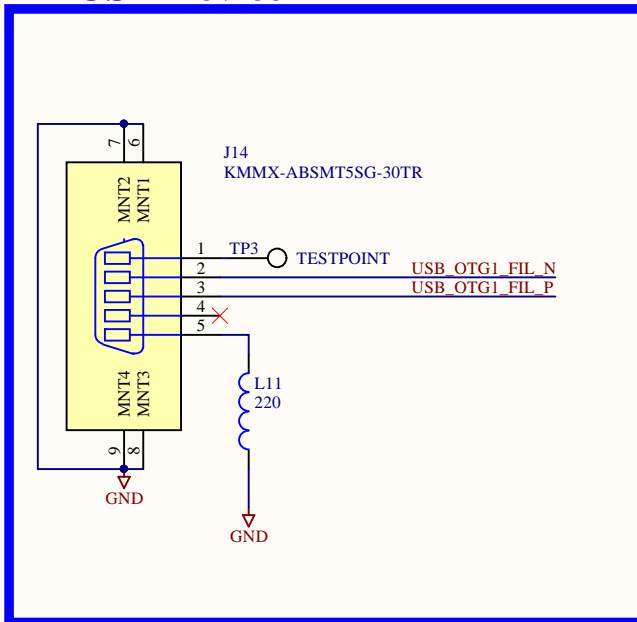 J14
KMMX-ABSMT5SG-30TR
7
6
MNT2
MNT1
1
TP3
TESTPOINT
2
USB_OTG1_FIL_N
3
USB_OTG1_FIL_P
4
5
L11
220
MNT4
MNT3
9
8
GND
GND